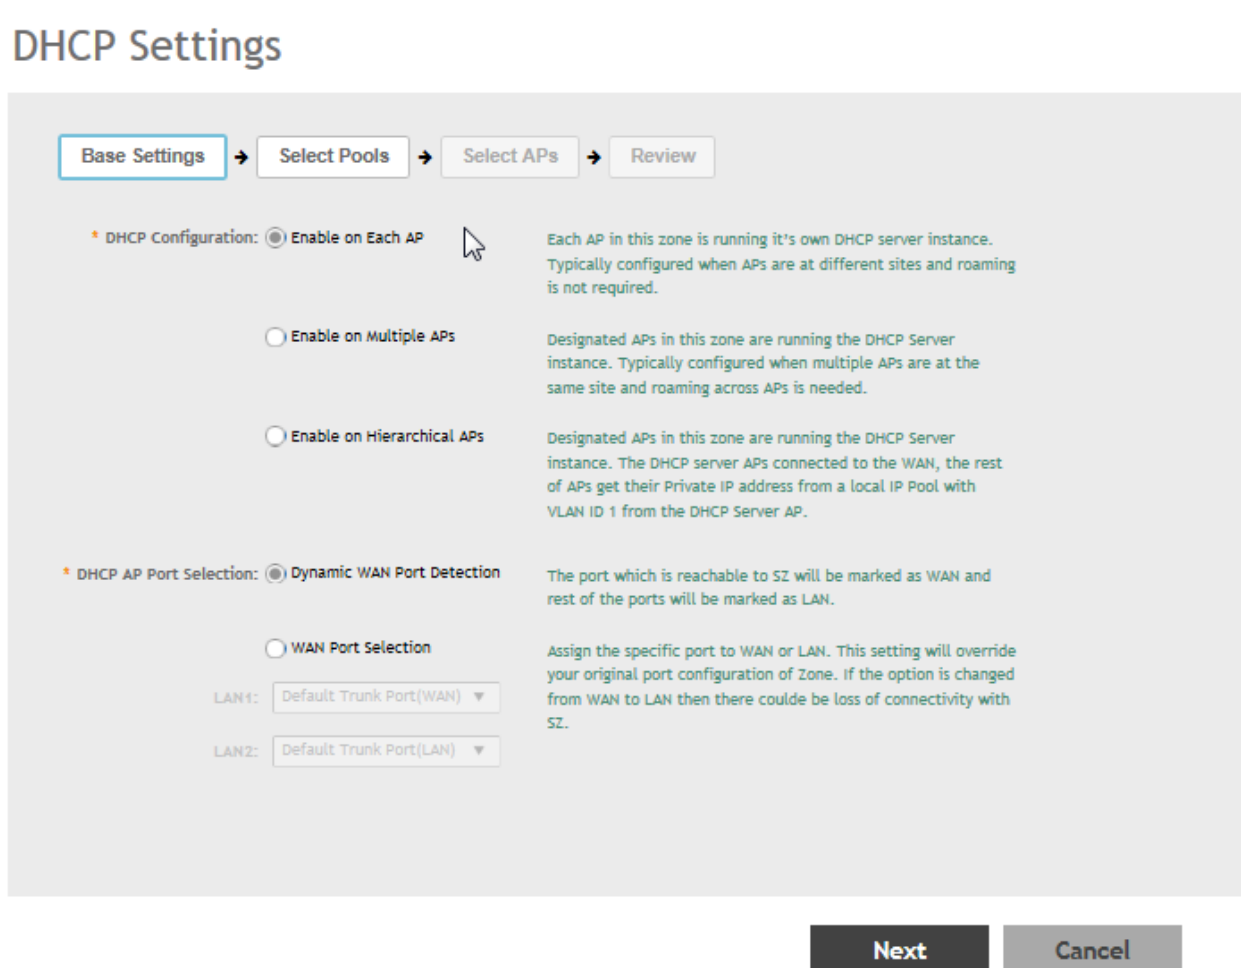 DHCP Settings
Base Settings
Select Pools
Select APs
Review
* DHCP Configuration:
Enable on Each AP
Each AP in this zone is running it's own DHCP server instance.
Typically configured when APs are at different sites and roaming
is not required.
Enable on Multiple APs
Designated APs in this zone are running the DHCP Server
instance. Typically configured when multiple APs are at the
same site and roaming across APs is needed.
Enable on Hierarchical APs
Designated APs in this zone are running the DHCP Server
instance. The DHCP server APs connected to the WAN, the rest
of APs get their Private IP address from a local IP Pool with
VLAN ID 1 from the DHCP Server AP.
* DHCP AP Port Selection:
Dynamic WAN Port Detection
The port which is reachable to SZ will be marked as WAN and
rest of the ports will be marked as LAN.
WAN Port Selection
Assign the specific port to WAN or LAN. This setting will override
your original port configuration of Zone. If the option is changed
from WAN to LAN then there coulde be loss of connectivity with
SZ.
LAN1:
Default Trunk Port(WAN)
LAN2:
Default Trunk Port(LAN)
Next
Cancel